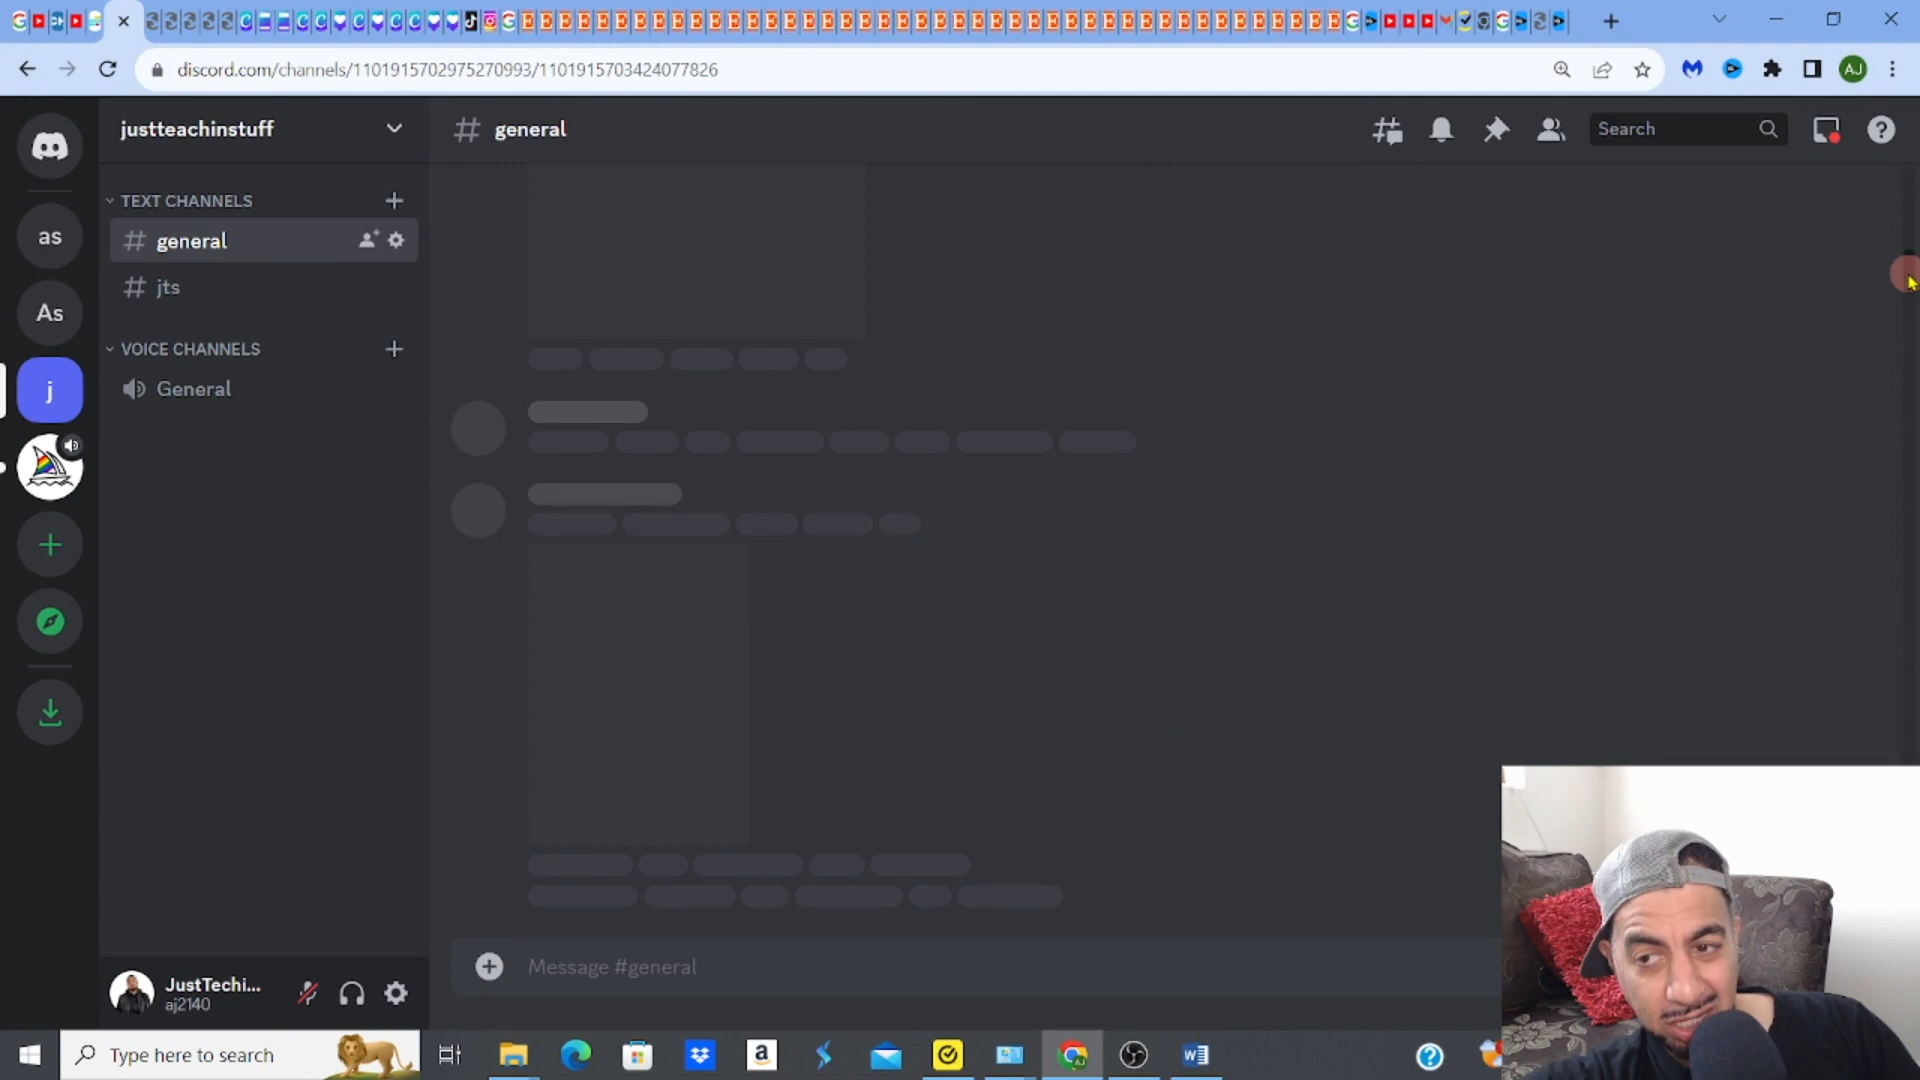 discord.com/channels/1101915702975270993/1101915703424077826
AJ
justteachinstuff
general
Search
TEXT CHANNELS
general
jts
VOICE CHANNELS
General
as
As
j
Message #general
JustTechi...
aj2140
Type here to search